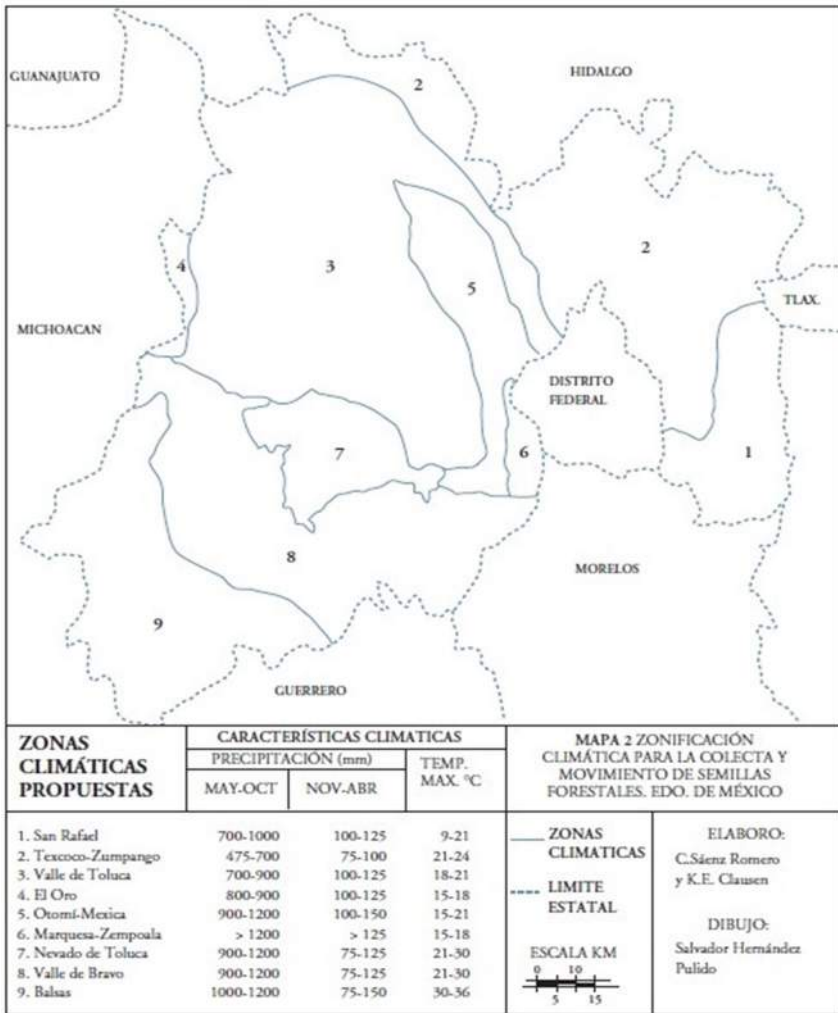 GUANAJUATO
HIDALGO
2
2
4
3
5
TLAX.
MICHOACAN
DISTRITO
FEDERAL
7
6
1
8
MORELOS
9
GUERRERO
ZONAS
CLIMÁTICAS
PROPUESTAS
CARACTERÍSTICAS CLIMATICAS
PRECIPITACIÓN (mm)
MAY-OCT NOV-ABR
TEMP.
MAX. °C
1. San Rafael 700-1000 100-125 9-21
2. Texcoco-Zumpango 475-700 75-100 21-24
3. Valle de Toluca 700-900 100-125 18-21
4. El Oro 800-900 100-125 15-18
5. Otomí-Mexica 900-1200 100-150 15-21
6. Marquesa-Zempoala > 1200 > 125 15-18
7. Nevado de Toluca 900-1200 75-125 21-30
8. Valle de Bravo 900-1200 75-125 21-30
9. Balsas 1000-1200 75-150 30-36
MAPA 2 ZONIFICACIÓN
CLIMÁTICA PARA LA COLECTA Y
MOVIMIENTO DE SEMILLAS
FORESTALES. EDO. DE MÉXICO
ZONAS
CLIMATICAS
LIMITE
ESTATAL
ESCALA KM
0 10
5 15
ELABORO:
C.Sáenz Romero
y K.E. Clausen
DIBUJO:
Salvador Hernández
Pulido